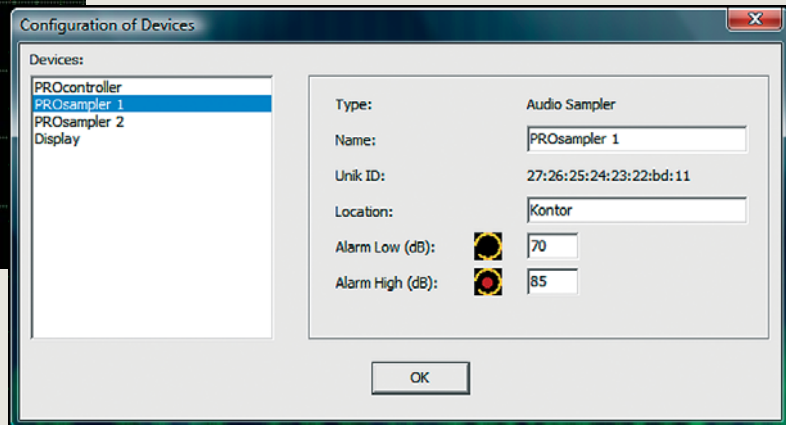 Configuration of Devices
Devices:
PROcontroller
PROsampler 1
PROsampler 2
Display
Type: Audio Sampler
Name: PROsampler 1
Unik ID: 27:26:25:24:23:22:bd:11
Location: Kontor
Alarm Low (dB): 70
Alarm High (dB): 85
OK